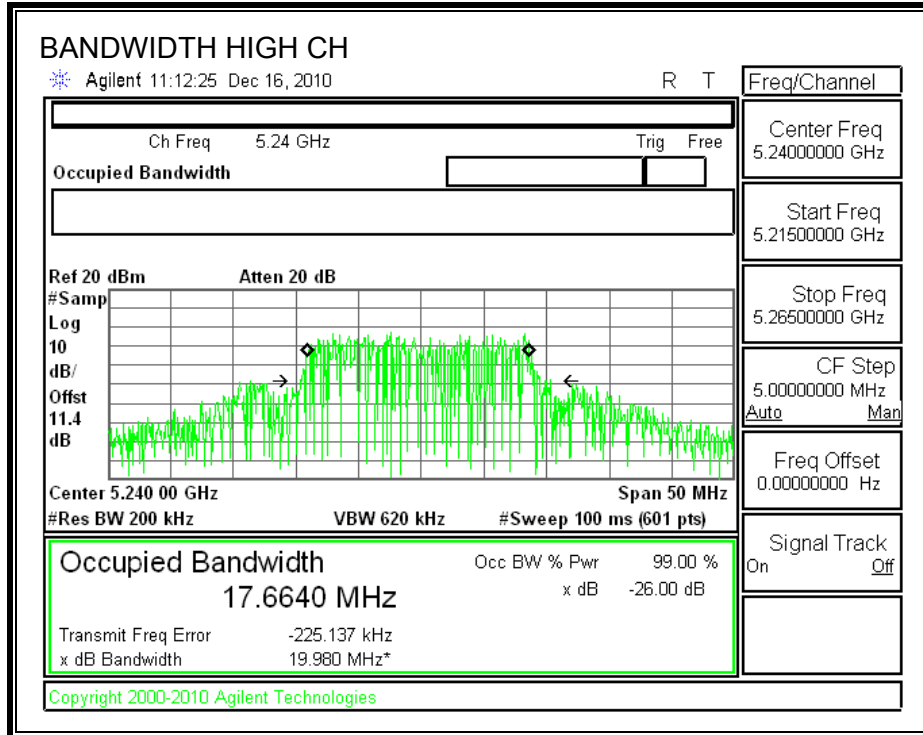 BANDWIDTH HIGH CH
Agilent 11:12:25 Dec 16, 2010 R T
Freq/Channel
Ch Freq 5.24 GHz Trig Free
Occupied Bandwidth
Center Freq
5.24000000 GHz
Start Freq
5.21500000 GHz
Stop Freq
5.26500000 GHz
CF Step
5.00000000 MHz
Auto Man
Freq Offset
0.00000000 Hz
Signal Track
On Off
Ref 20 dBm Atten 20 dB
#Samp
Log
10
dB/
Offst
11.4
dB
Center 5.240 00 GHz Span 50 MHz
#Res BW 200 kHz VBW 620 kHz #Sweep 100 ms (601 pts)
Occupied Bandwidth Occ BW % Pwr 99.00 %
17.6640 MHz x dB -26.00 dB
Transmit Freq Error -225.137 kHz
x dB Bandwidth 19.980 MHz*
Copyright 2000-2010 Agilent Technologies